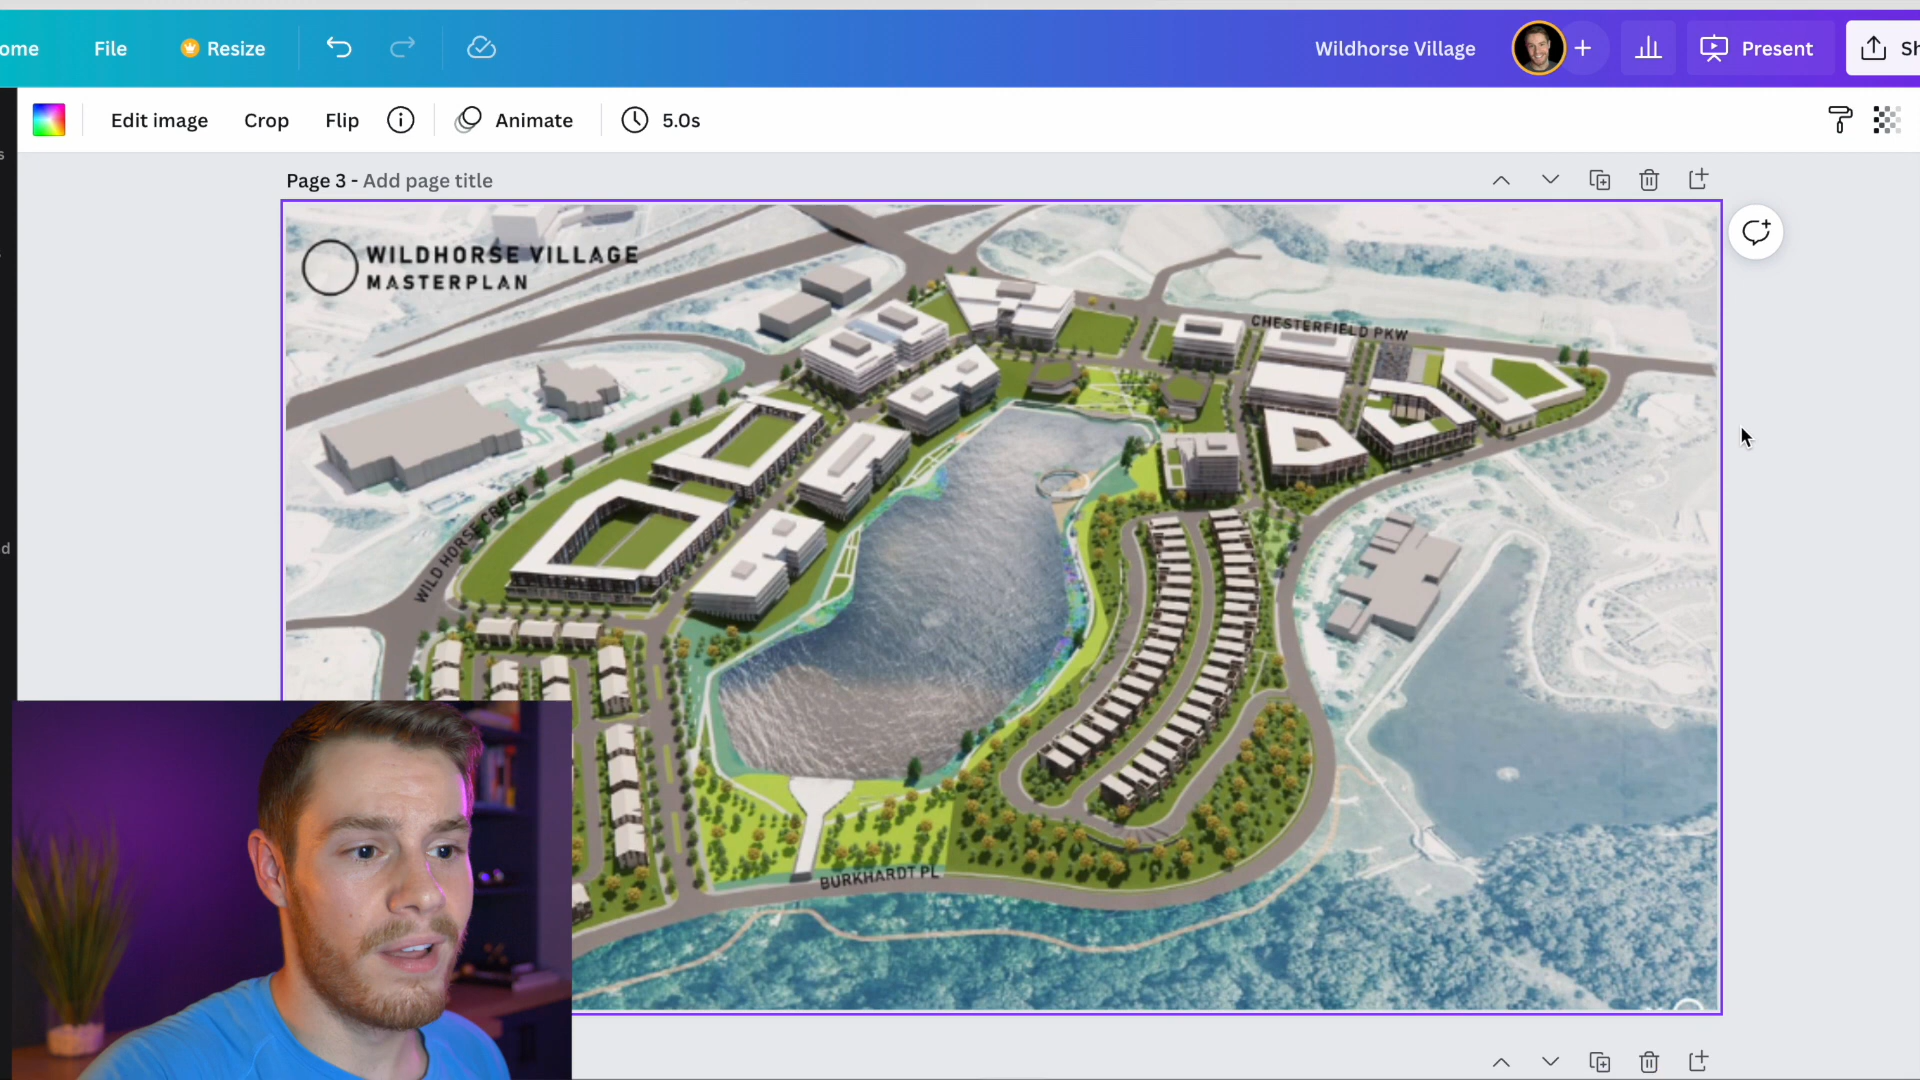 ome
File
Resize
Wildhorse Village
Present
Sh
Edit image
Crop
Flip
Animate
5.0s
s
Page 3 - Add page title
WILDHORSE VILLAGE
MASTERPLAN
CHESTERFIELD PKW
WILD HORSE CREEK
d
BURKHARDT PL